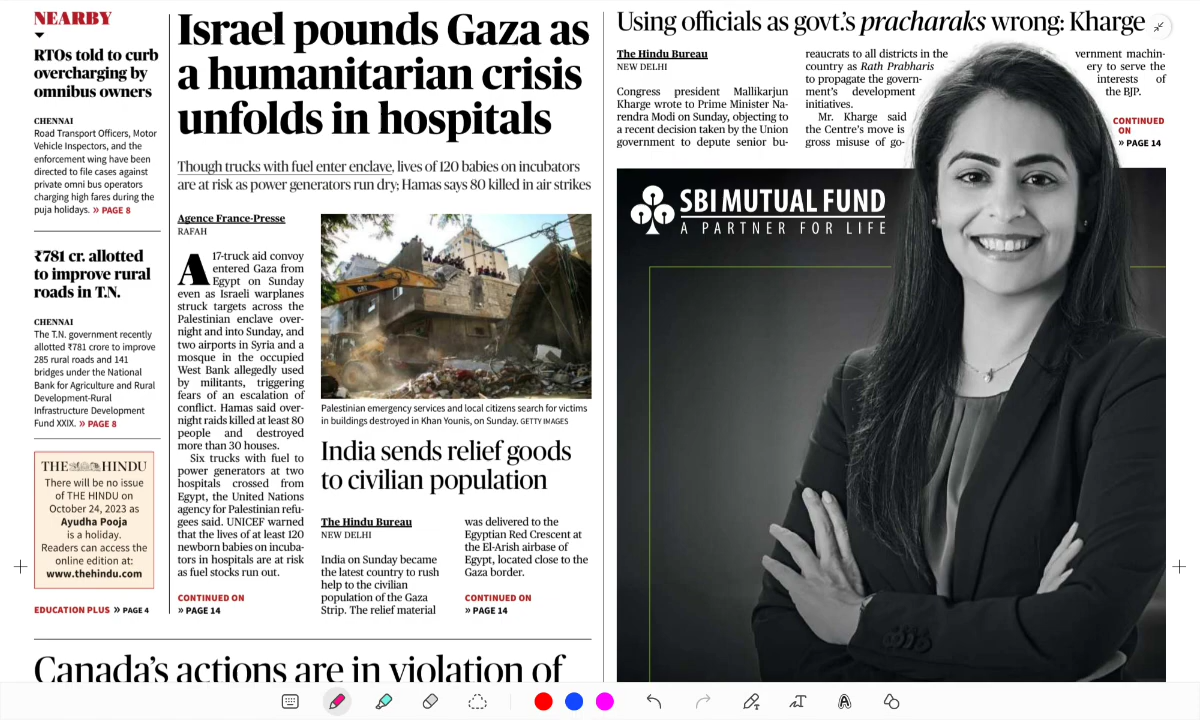 NEARBY
RTOs told to curb
overcharging by
omnibus owners
CHENNAI
Road Transport Officers, Motor
Vehicle Inspectors, and the
enforcement wing have been
directed to file cases against
private omni bus operators
charging high fares during the
puja holidays. » PAGE 8
₹781 cr. allotted
to improve rural
roads in T.N.
CHENNAI
The T.N. government recently
allotted ₹781 crore to improve
285 rural roads and 141
bridges under the National
Bank for Agriculture and Rural
Development-Rural
Infrastructure Development
Fund XXIX. » PAGE 8
THE HINDU
There will be no issue
of THE HINDU on
October 24, 2023 as
Ayudha Pooja
is a holiday.
Readers can access the
online edition at:
www.thehindu.com
EDUCATION PLUS » PAGE 4
Israel pounds Gaza as
a humanitarian crisis
unfolds in hospitals
Though trucks with fuel enter enclave, lives of 120 babies on incubators
are at risk as power generators run dry; Hamas says 80 killed in air strikes
Agence France-Presse
RAFAH
A 17-truck aid convoy
entered Gaza from
Egypt on Sunday
even as Israeli warplanes
struck targets across the
Palestinian enclave over-
night and into Sunday, and
two airports in Syria and a
mosque in the occupied
West Bank allegedly used
by militants, triggering
fears of an escalation of
conflict. Hamas said over-
night raids killed at least 80
people and destroyed
more than 30 houses.
Six trucks with fuel to
power generators at two
hospitals crossed from
Egypt, the United Nations
agency for Palestinian refu-
gees said. UNICEF warned
that the lives of at least 120
newborn babies on incuba-
tors in hospitals are at risk
as fuel stocks run out.
CONTINUED ON
» PAGE 14
CAT
Palestinian emergency services and local citizens search for victims
in buildings destroyed in Khan Younis, on Sunday. GETTY IMAGES
India sends relief goods
to civilian population
The Hindu Bureau
NEW DELHI
India on Sunday became
the latest country to rush
help to the civilian
population of the Gaza
Strip. The relief material
was delivered to the
Egyptian Red Crescent at
the El-Arish airbase of
Egypt, located close to the
Gaza border.
CONTINUED ON
» PAGE 14
Canada's actions are in violation of
Using officials as govt.'s pracharaks wrong: Kharge
The Hindu Bureau
NEW DELHI
Congress president Mallikarjun
Kharge wrote to Prime Minister Na-
rendra Modi on Sunday, objecting to
a recent decision taken by the Union
government to depute senior bu-
reaucrats to all districts in the
country as Rath Prabharis
to propagate the govern-
ment's development
initiatives.
Mr. Kharge said
the Centre's move is
gross misuse of go-
vernment machin-
ery to serve the
interests of
the BJP.
CONTINUED
ON
» PAGE 14
SBI MUTUAL FUND
A PARTNER FOR LIFE